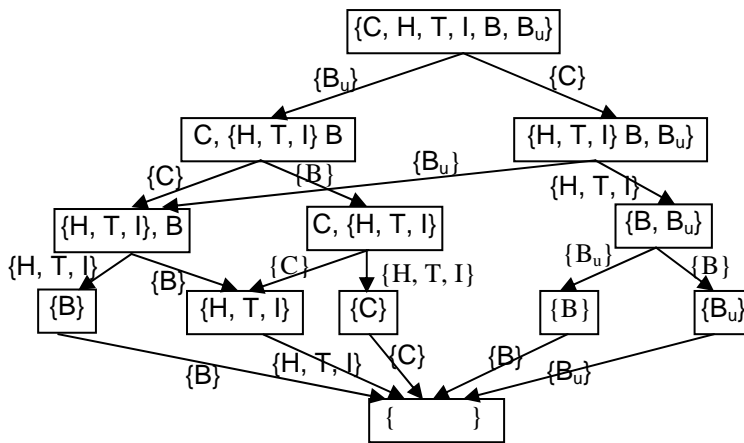 {C, H, T, I, B, Bᵤ}
{Bᵤ}
{C}
C, {H, T, I} B
{H, T, I} B, Bᵤ}
{C}
{B}
{Bᵤ}
{H, T, I}
{H, T, I}, B
C, {H, T, I}
{B, Bᵤ}
{H, T, I}
{B}
{C}
{H, T, I}
{Bᵤ}
{B}
{B}
{H, T, I}
{C}
{B}
{Bᵤ}
{B}
{H, T, I}
{C}
{B}
{Bᵤ}
{ }